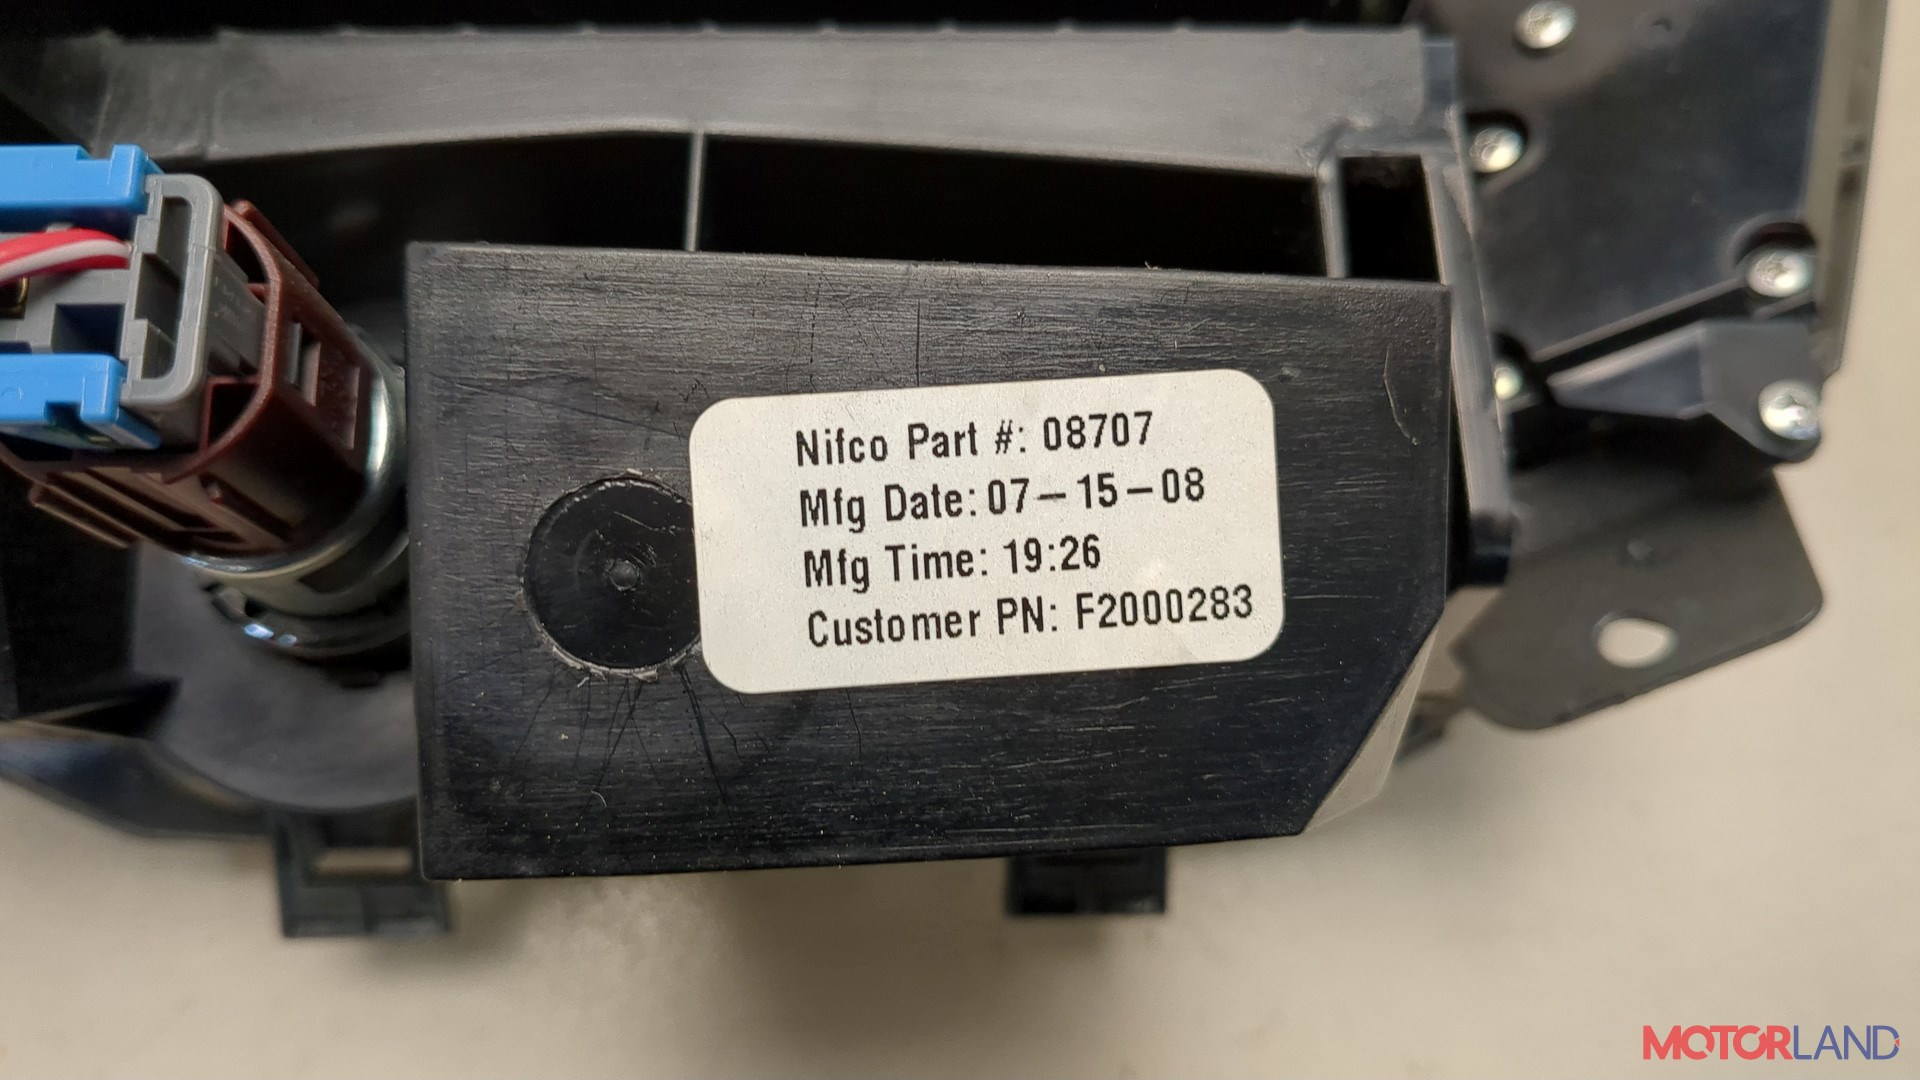 Nifco Part #: 08707
Mfg Date: 07-15-08
Mfg Time: 19:26
Customer PN: F2000283
MOTORLAND